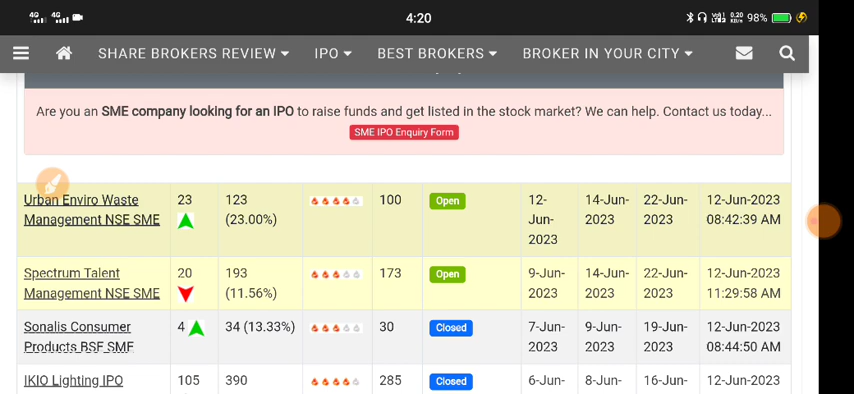 4G 4G 4:20 0.20 KB/s 98%
SHARE BROKERS REVIEW IPO BEST BROKERS BROKER IN YOUR CITY
Are you an SME company looking for an IPO to raise funds and get listed in the stock market? We can help. Contact us today...
SME IPO Enquiry Form
Urban Enviro Waste 23 123 100 Open 12- 14-Jun- 22-Jun- 12-Jun-2023
Management NSE SME (23.00%) Jun- 2023 2023 08:42:39 AM
2023
Spectrum Talent 20 193 173 Open 9-Jun- 14-Jun- 22-Jun- 12-Jun-2023
Management NSE SME (11.56%) 2023 2023 2023 11:29:58 AM
Sonalis Consumer 4 34 (13.33%) 30 Closed 7-Jun- 9-Jun- 19-Jun- 12-Jun-2023
Products BSE SME 2023 2023 2023 08:44:50 AM
IKIO Lighting IPO 105 390 285 Closed 6-Jun- 8-Jun- 16-Jun- 12-Jun-2023